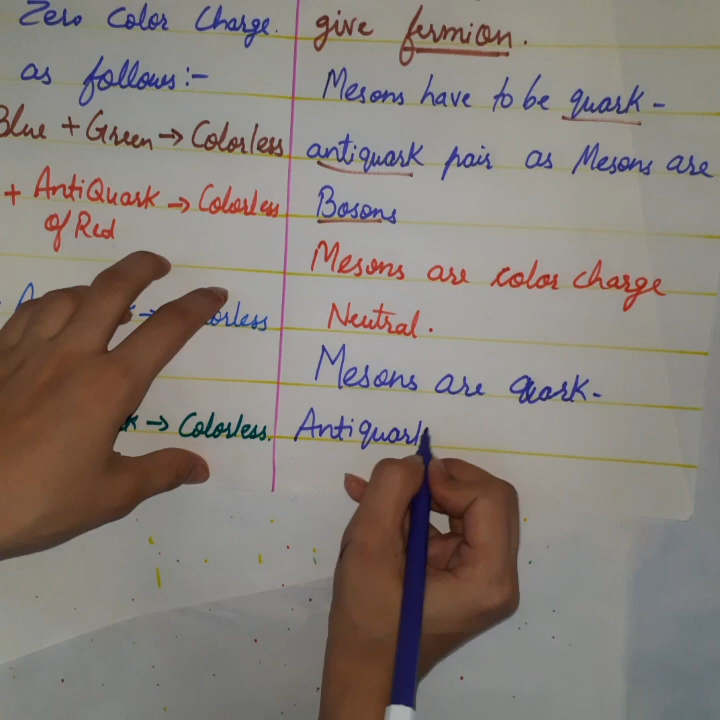 Zero Color Charge.
as follows:-
Blue + Green → Colorless
+ AntiQuark → Colorless
of Red
→ Colorless
→ Colorless.
give fermion.
Mesons have to be quark -
antiquark pair as Mesons are
Bosons
Mesons are color charge
Neutral.
Mesons are quark-
Antiquark